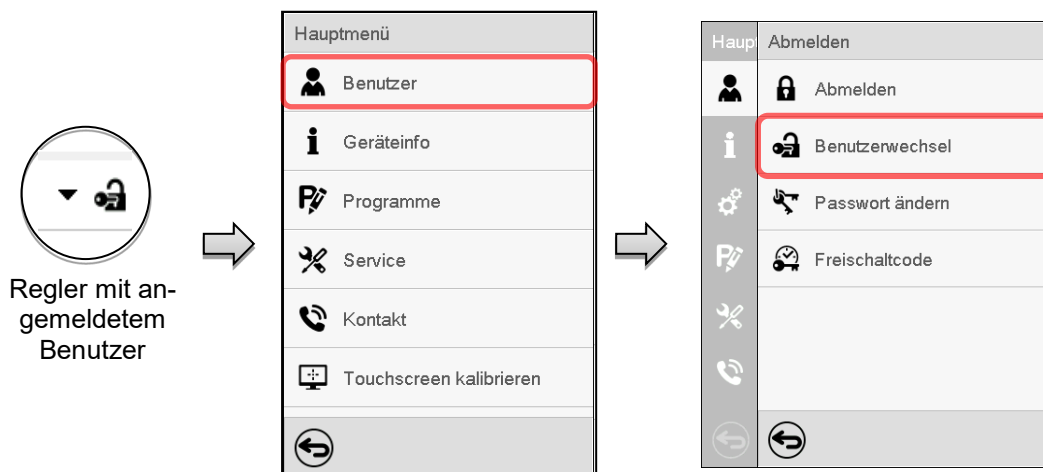 Regler mit an-
gemeldetem
Benutzer
Hauptmenü
Benutzer
Geräteinfo
Programme
Service
Kontakt
Touchscreen kalibrieren
Haup
Abmelden
Abmelden
Benutzerwechsel
Passwort ändern
Freischaltcode